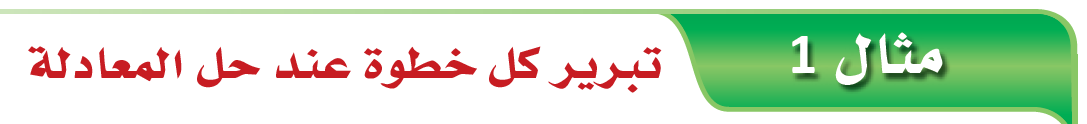 مثال 1 تبرير كل خطوة عند حل المعادلة